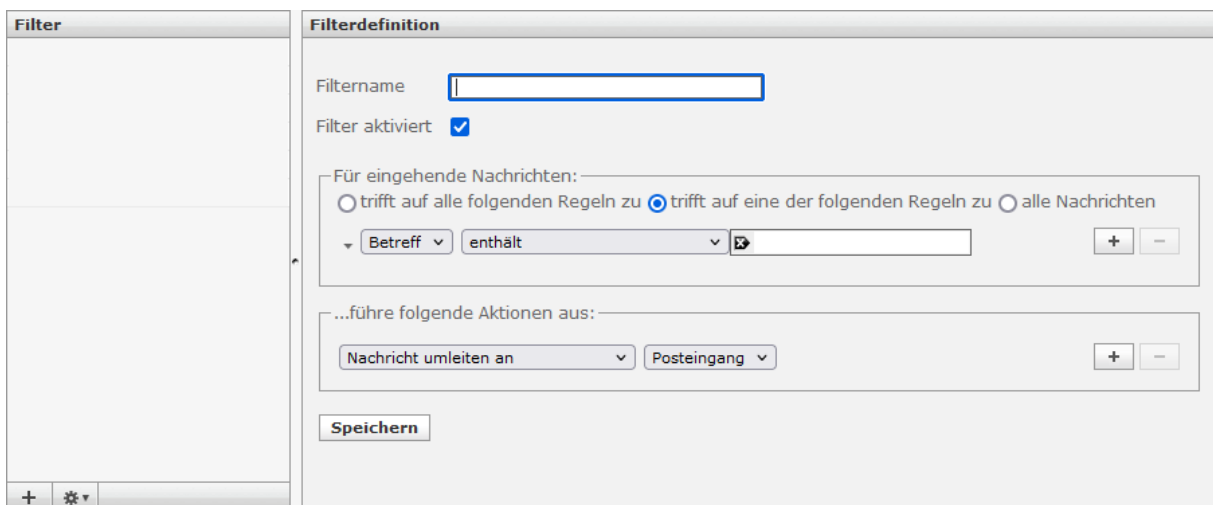 Filter
Filterdefinition
Filtername
Filter aktiviert
Für eingehende Nachrichten:
trifft auf alle folgenden Regeln zu trifft auf eine der folgenden Regeln zu alle Nachrichten
Betreff enthält
...führe folgende Aktionen aus:
Nachricht umleiten an Posteingang
Speichern